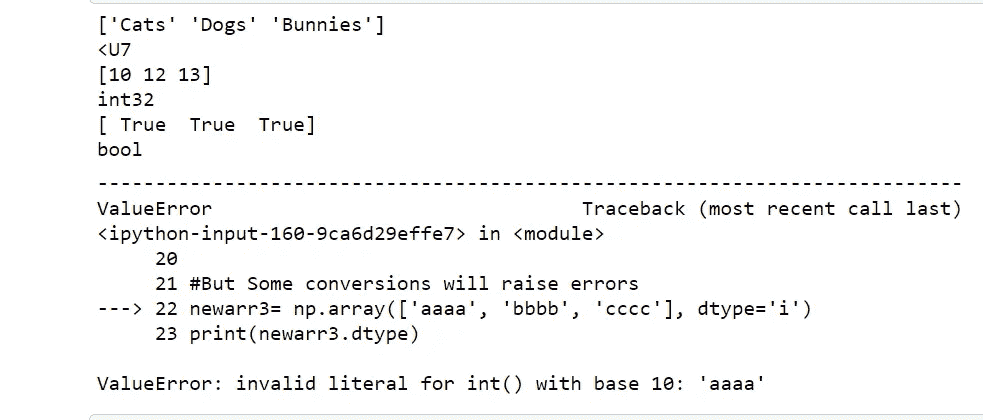 ['Cats' 'Dogs' 'Bunnies']
<U7
[10 12 13]
int32
[ True  True  True]
bool
---------------------------------------------------------------------------
ValueError                                Traceback (most recent call last)
<ipython-input-160-9ca6d29effe7> in <module>
     20 
     21 #But Some conversions will raise errors
---> 22 newarr3= np.array(['aaaa', 'bbbb', 'cccc'], dtype='i')
     23 print(newarr3.dtype)
ValueError: invalid literal for int() with base 10: 'aaaa'